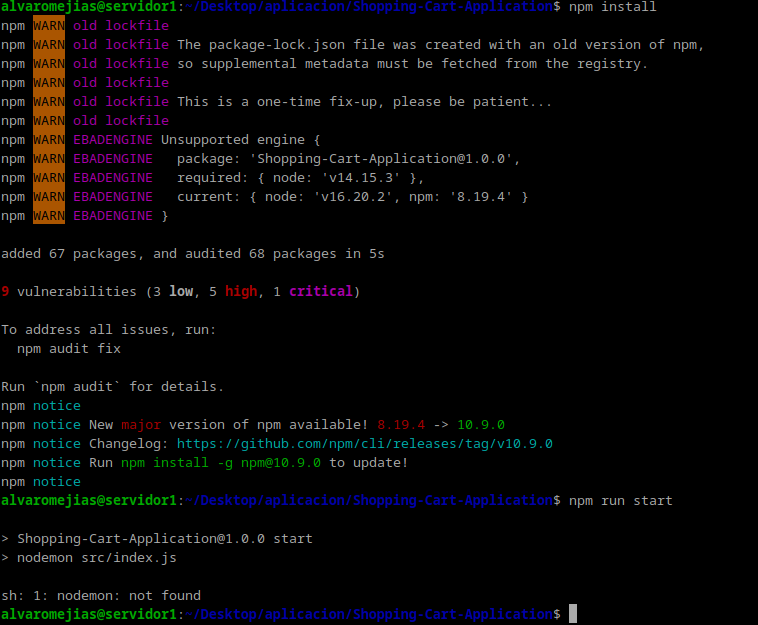 alvaromejias@servidor1:~/Desktop/aplicacion/Shopping-Cart-Application$ npm install
npm WARN old lockfile
npm WARN old lockfile The package-lock.json file was created with an old version of npm,
npm WARN old lockfile so supplemental metadata must be fetched from the registry.
npm WARN old lockfile
npm WARN old lockfile This is a one-time fix-up, please be patient...
npm WARN old lockfile
npm WARN EBADENGINE Unsupported engine {
npm WARN EBADENGINE   package: 'Shopping-Cart-Application@1.0.0',
npm WARN EBADENGINE   required: { node: 'v14.15.3' },
npm WARN EBADENGINE   current: { node: 'v16.20.2', npm: '8.19.4' }
npm WARN EBADENGINE }

added 67 packages, and audited 68 packages in 5s

9 vulnerabilities (3 low, 5 high, 1 critical)

To address all issues, run:
  npm audit fix

Run `npm audit` for details.
npm notice
npm notice New major version of npm available! 8.19.4 -> 10.9.0
npm notice Changelog: https://github.com/npm/cli/releases/tag/v10.9.0
npm notice Run npm install -g npm@10.9.0 to update!
npm notice
alvaromejias@servidor1:~/Desktop/aplicacion/Shopping-Cart-Application$ npm run start

> Shopping-Cart-Application@1.0.0 start
> nodemon src/index.js

sh: 1: nodemon: not found
alvaromejias@servidor1:~/Desktop/aplicacion/Shopping-Cart-Application$